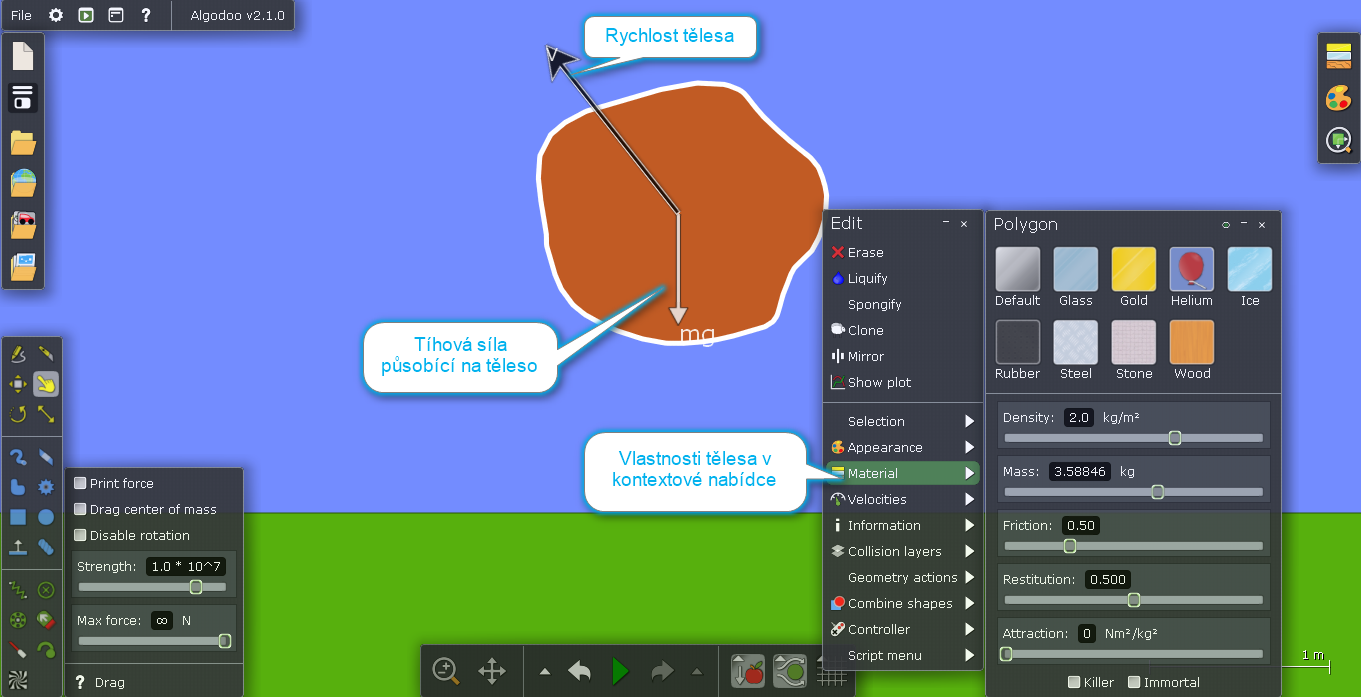 File
?
Algodoo v2.1.0
Rychlost tělesa
mg
Tíhová síla
působící na těleso
Vlastnosti tělesa v
kontextové nabídce
Edit
Erase
Liquify
Spongify
Clone
Mirror
Show plot
Selection
Appearance
Material
Velocities
Information
Collision layers
Geometry actions
Combine shapes
Controller
Script menu
Polygon
Default Glass Gold Helium Ice
Rubber Steel Stone Wood
Density: 2.0 kg/m²
Mass: 3.58846 kg
Friction: 0.50
Restitution: 0.500
Attraction: 0 Nm²/kg²
Killer Immortal
Print force
Drag center of mass
Disable rotation
Strength: 1.0 * 10^7
Max force: ∞ N
? Drag
1 m